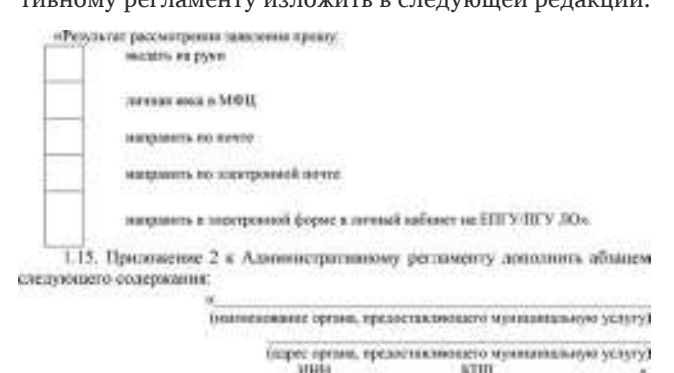 тивному регламенту изложить в следующей редакции:
«Результат рассмотрения заявления прошу:
выдать на руки
личная явка в МФЦ
направить по почте
направить по электронной почте
направить в электронной форме в личный кабинет на ЕПГУ/ПГУ ЛО».
1.15. Приложение 2 к Административному регламенту дополнить абзацем
следующего содержания:
«
(наименование органа, предоставляющего муниципальную услугу)
(адрес органа, предоставляющего муниципальную услугу)
ИНН КПП